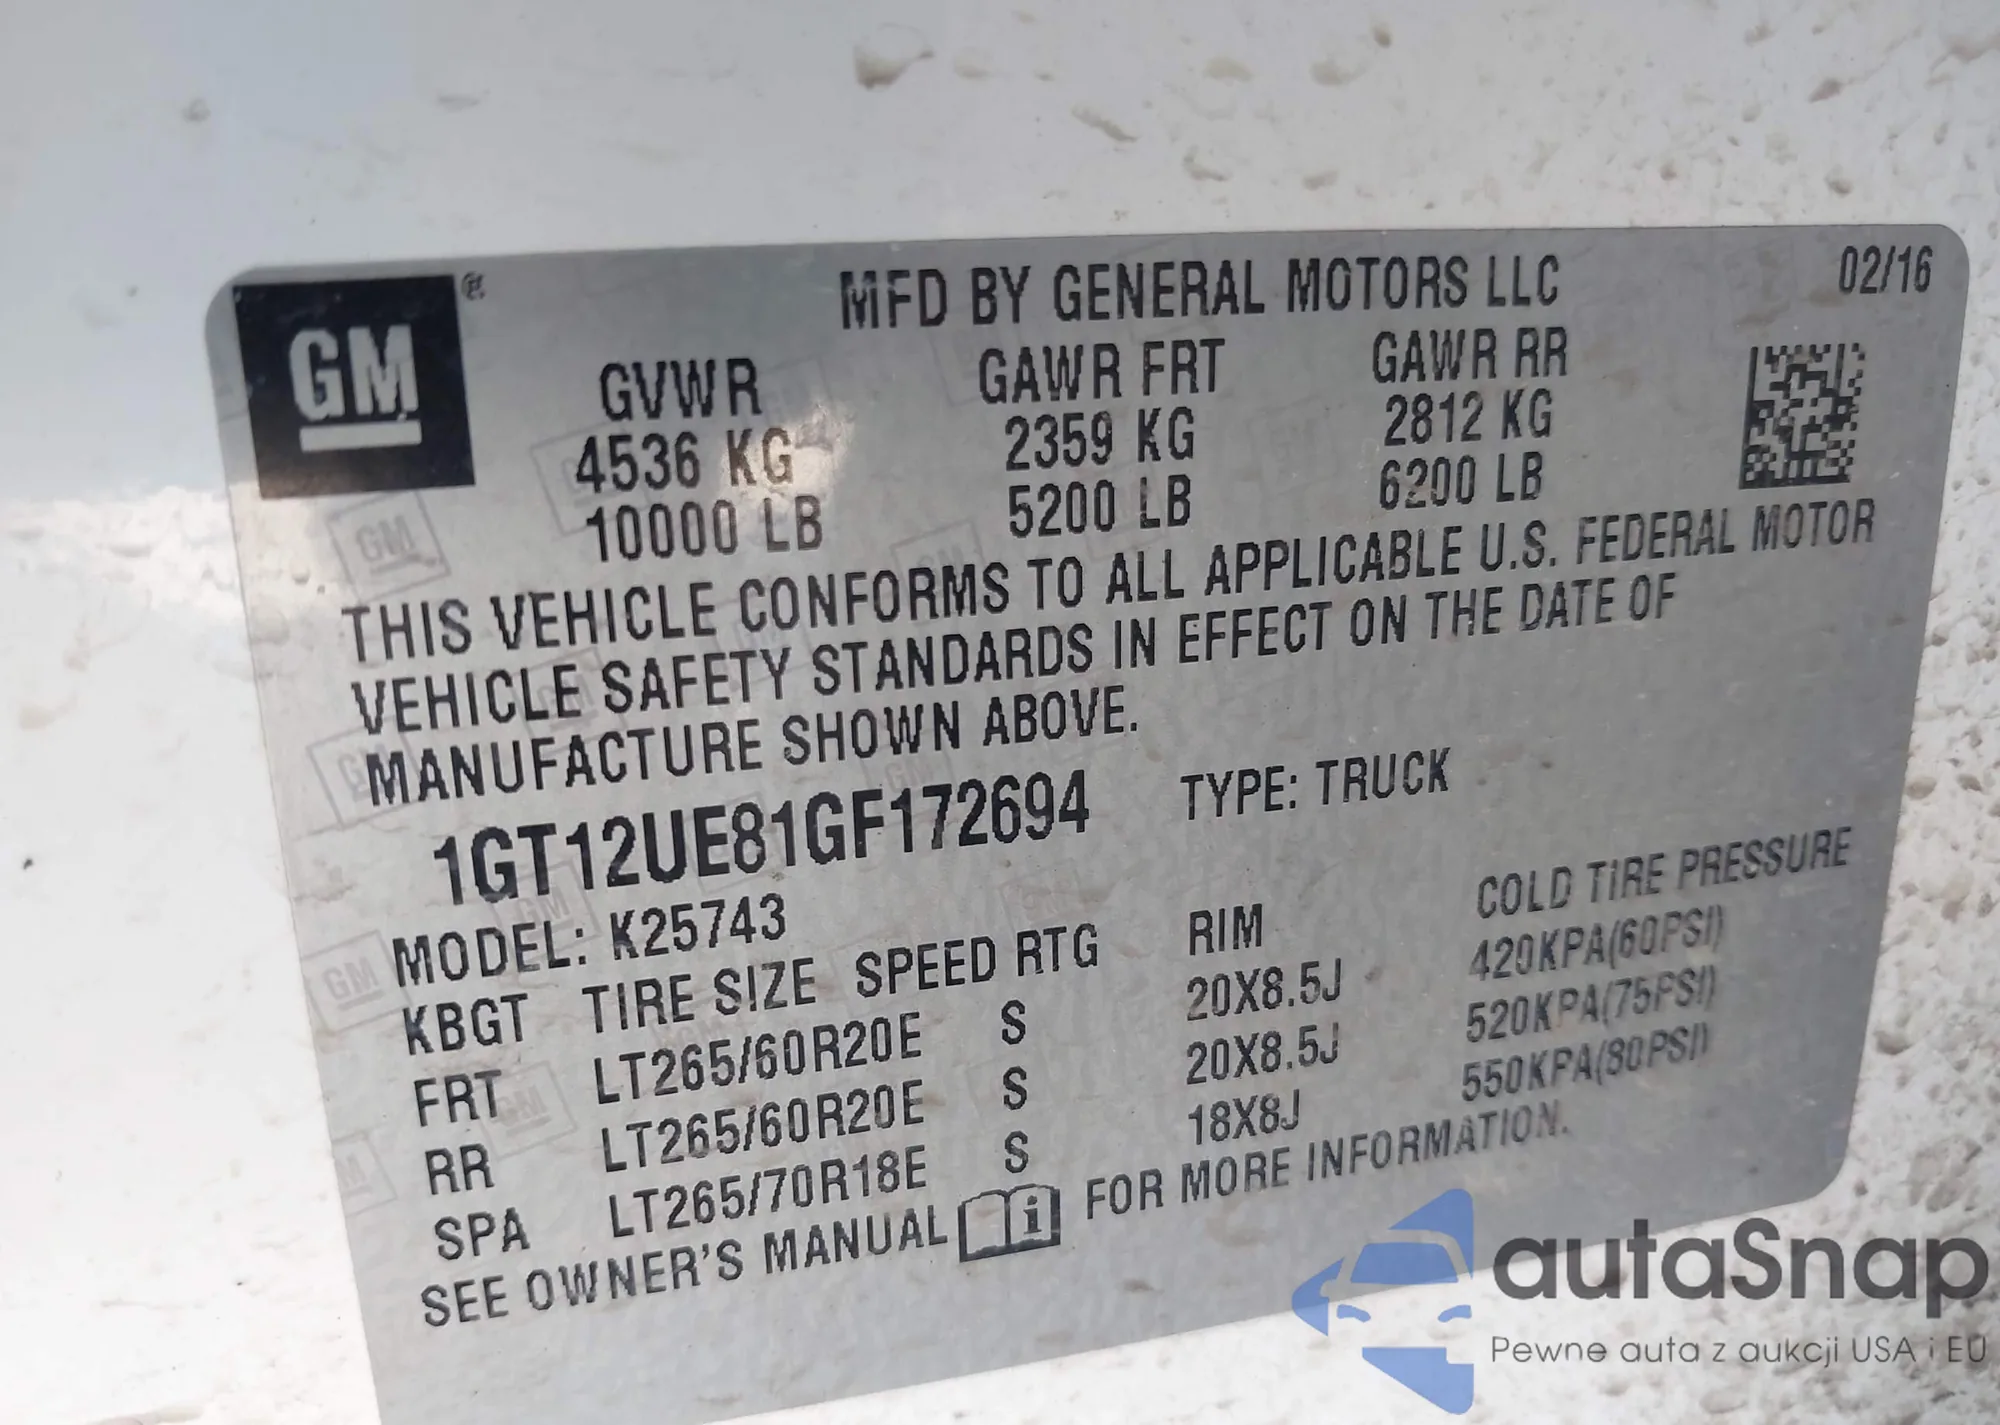 GM
®
MFD BY GENERAL MOTORS LLC 02/16
GVWR GAWR FRT GAWR RR
4536 KG 2359 KG 2812 KG
10000 LB 5200 LB 6200 LB
THIS VEHICLE CONFORMS TO ALL APPLICABLE U.S. FEDERAL MOTOR
VEHICLE SAFETY STANDARDS IN EFFECT ON THE DATE OF
MANUFACTURE SHOWN ABOVE.
1GT12UE81GF172694 TYPE: TRUCK
MODEL: K25743
KBGT TIRE SIZE SPEED RTG RIM COLD TIRE PRESSURE
FRT LT265/60R20E S 20X8.5J 420KPA(60PSI)
RR LT265/60R20E S 20X8.5J 520KPA(75PSI)
SPA LT265/70R18E S 18X8J 550KPA(80PSI)
SEE OWNER'S MANUAL i FOR MORE INFORMATION.
autaSnap
Pewne auta z aukcji USA i EU